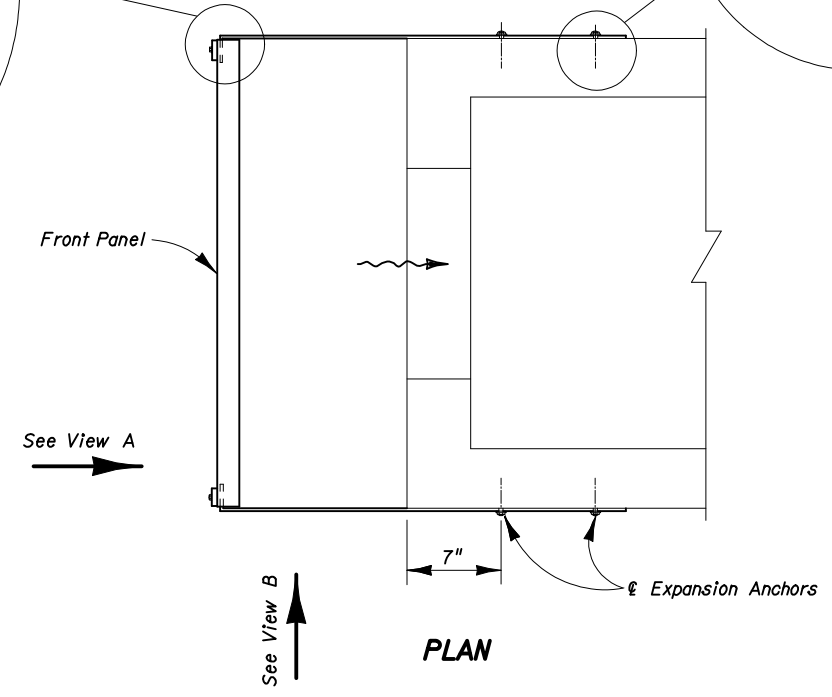 Front Panel
See View A
7"
℄ Expansion Anchors
See View B
PLAN